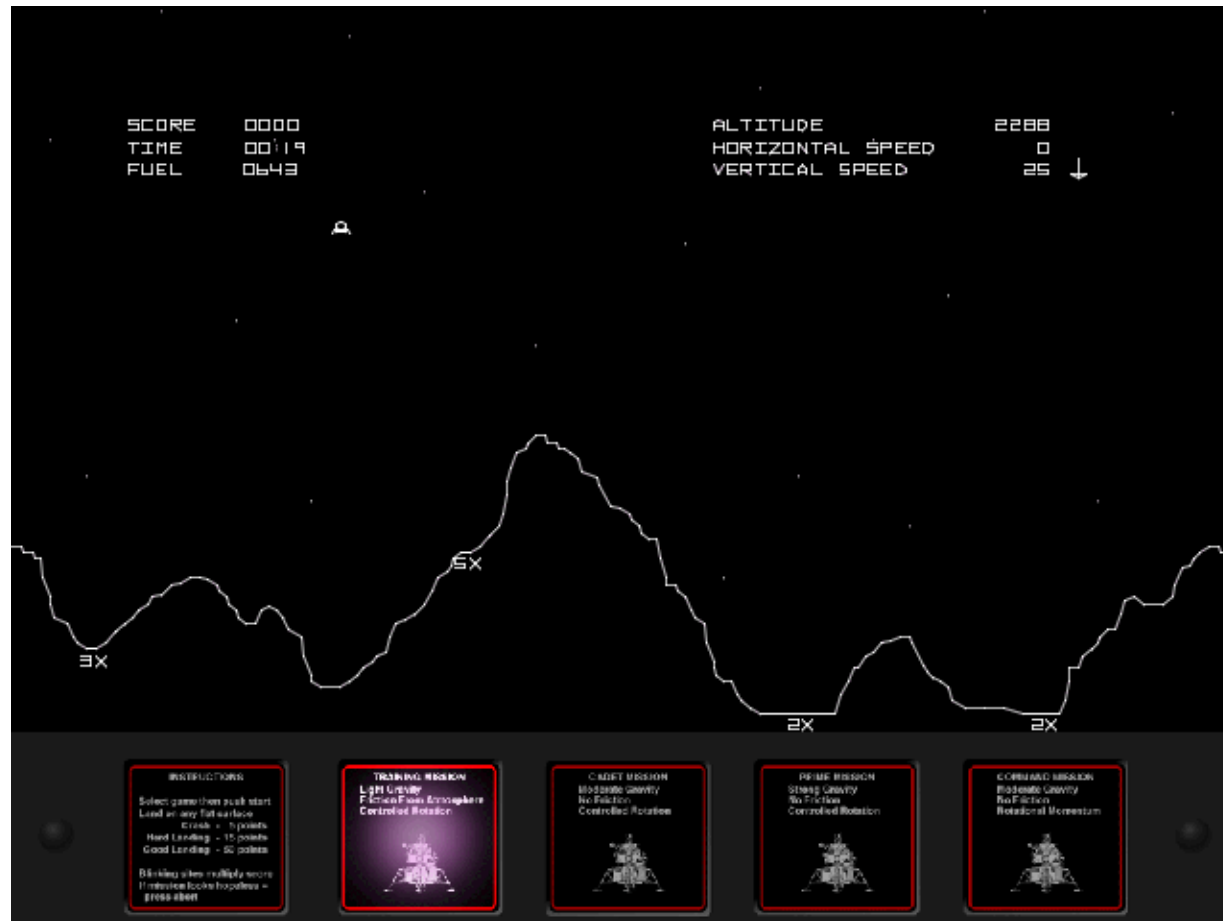 SCORE 0000
TIME 00:19
FUEL 0643
ALTITUDE 2288
HORIZONTAL SPEED 0
VERTICAL SPEED 25
5X
3X
2X
2X
INSTRUCTIONS
Select game then push start
Land on any flat surface
Crash = 5 points
Hard Landing = 15 points
Good Landing = 50 points
Blinking sites multiply score
If mission looks hopeless =
press abort
TRAINING MISSION
Light Gravity
Friction From Atmosphere
Controlled Rotation
CADET MISSION
Moderate Gravity
No Friction
Controlled Rotation
PRIME MISSION
Strong Gravity
No Friction
Controlled Rotation
COMMAND MISSION
Moderate Gravity
No Friction
Rotational Momentum